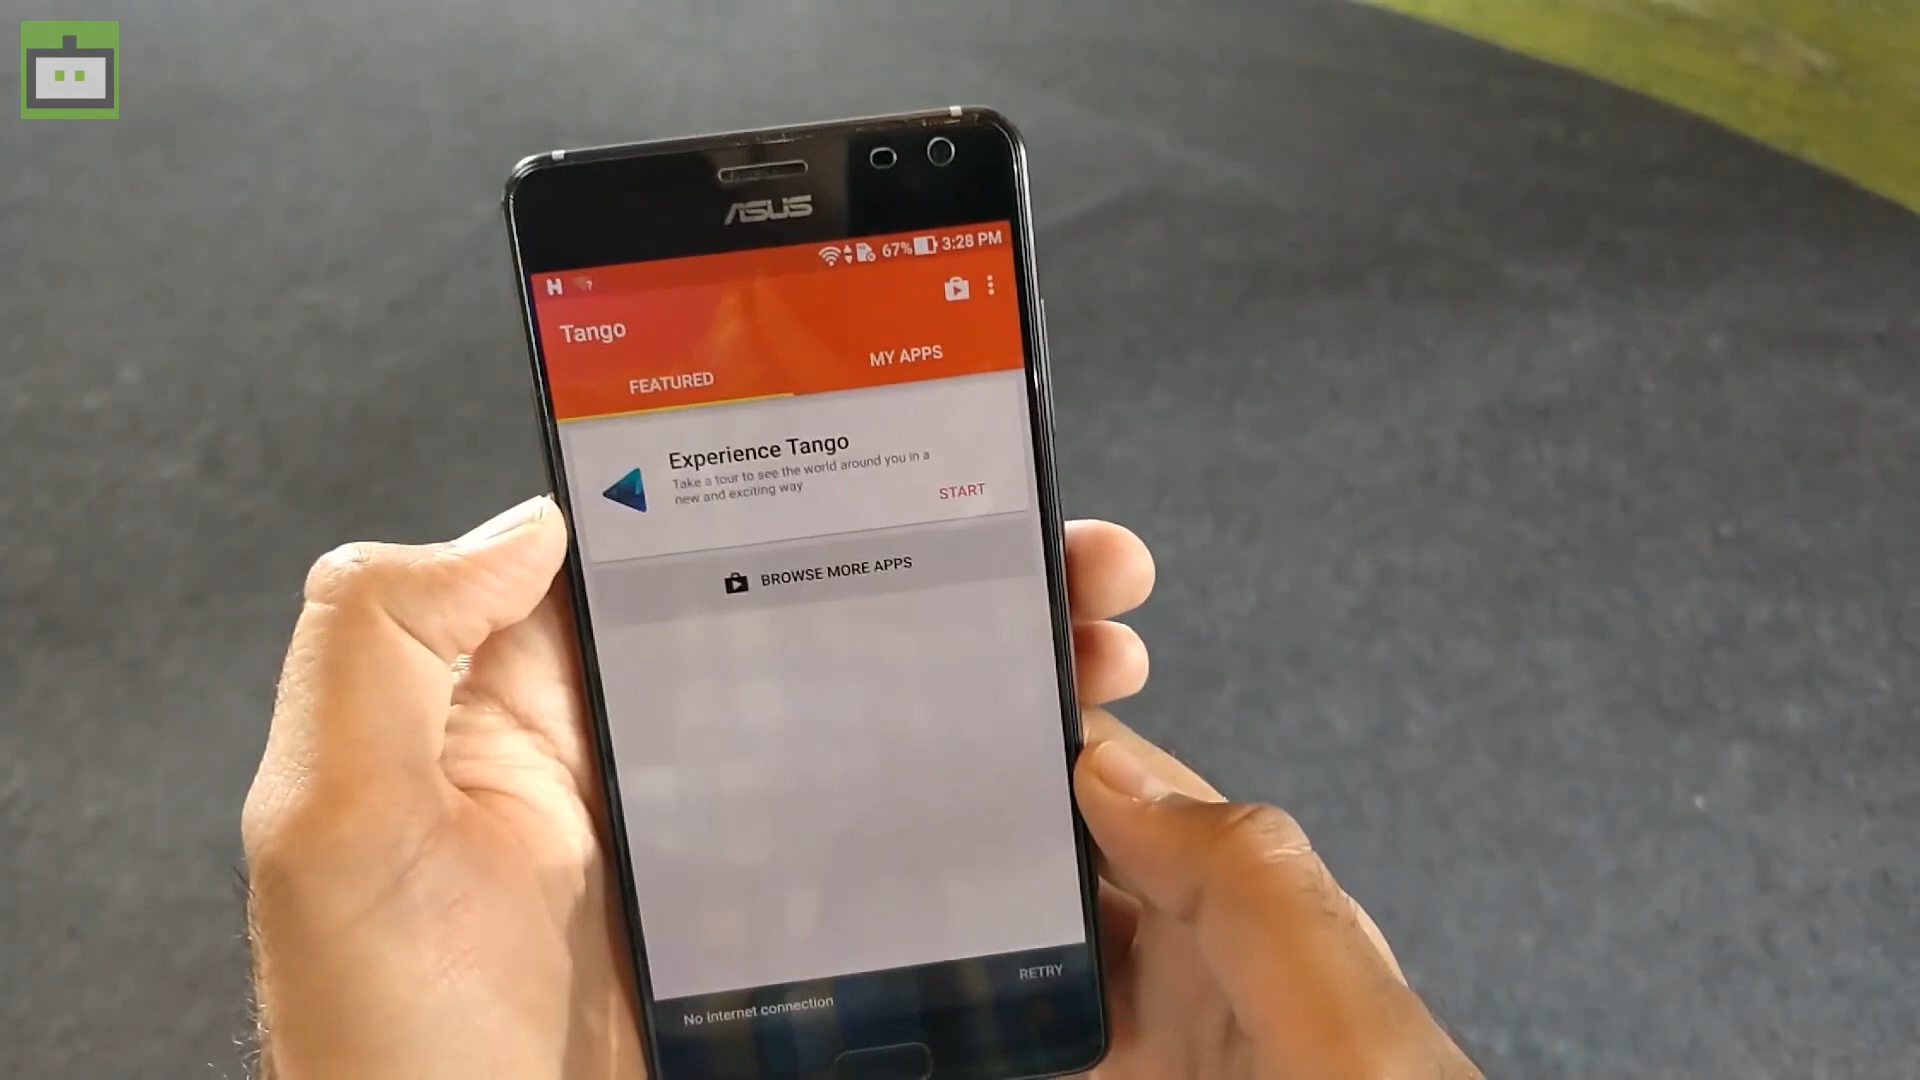 ASUS
67% 3:28 PM
H ?
Tango
FEATURED
MY APPS
Experience Tango
Take a tour to see the world around you in a
new and exciting way
START
BROWSE MORE APPS
RETRY
No Internet connection